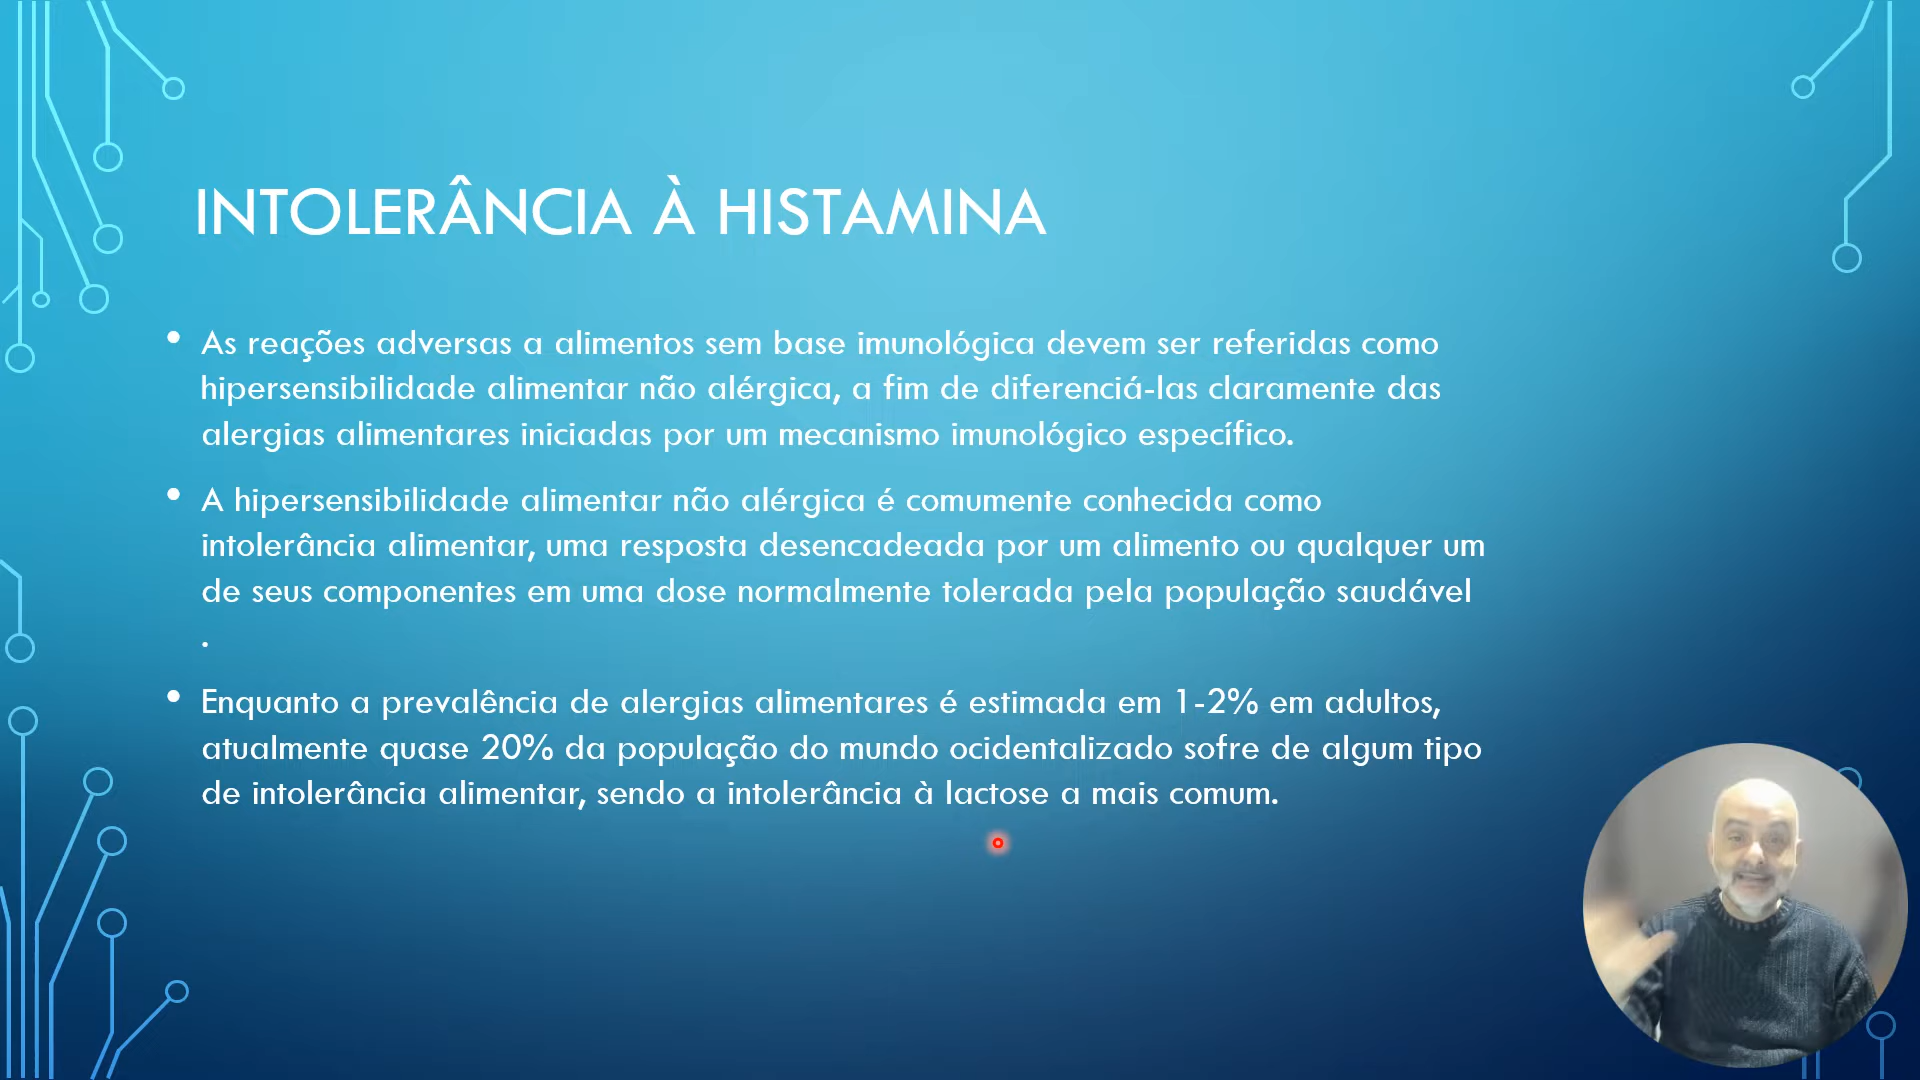 INTOLERÂNCIA À HISTAMINA
• As reações adversas a alimentos sem base imunológica devem ser referidas como
hipersensibilidade alimentar não alérgica, a fim de diferenciá-las claramente das
alergias alimentares iniciadas por um mecanismo imunológico específico.
• A hipersensibilidade alimentar não alérgica é comumente conhecida como
intolerância alimentar, uma resposta desencadeada por um alimento ou qualquer um
de seus componentes em uma dose normalmente tolerada pela população saudável
.
• Enquanto a prevalência de alergias alimentares é estimada em 1-2% em adultos,
atualmente quase 20% da população do mundo ocidentalizado sofre de algum tipo
de intolerância alimentar, sendo a intolerância à lactose a mais comum.